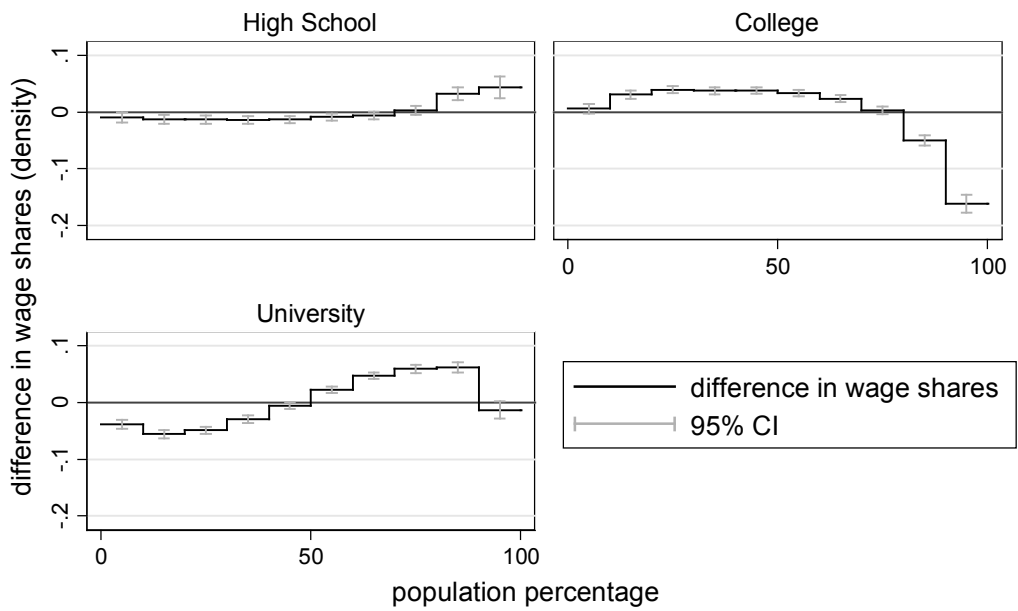 High School
College
difference in wage shares (density)
.1
0
-.1
-.2
0
50
100
University
.1
0
-.1
-.2
0
50
100
difference in wage shares
95% CI
population percentage